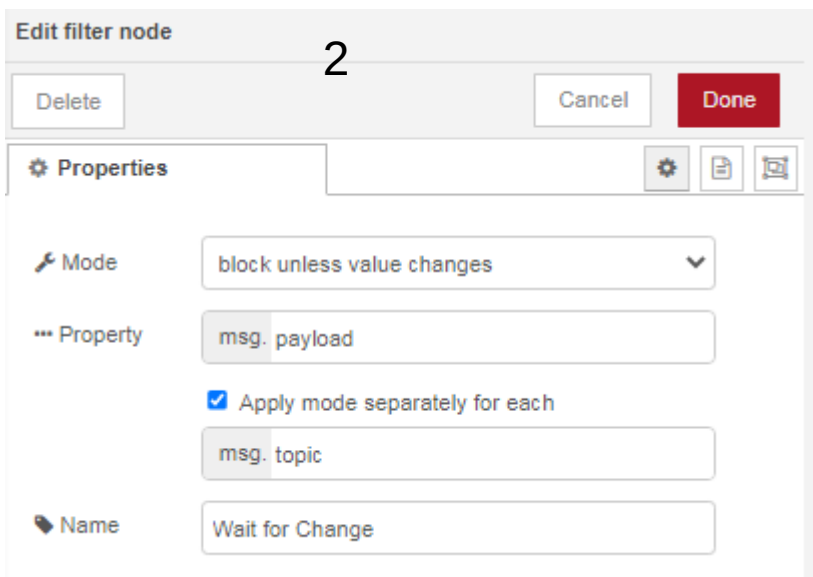 Edit filter node
2
Delete
Cancel
Done
Properties
Mode
block unless value changes
Property
msg. payload
Apply mode separately for each
msg. topic
Name
Wait for Change